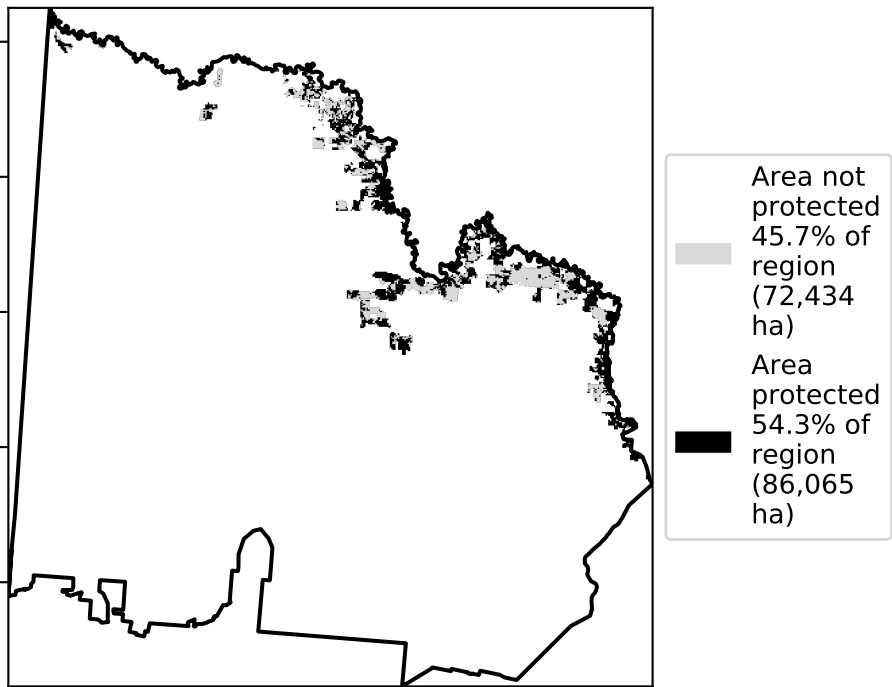 Area not
protected
45.7% of
region
(72,434
ha)
Area
protected
54.3% of
region
(86,065
ha)